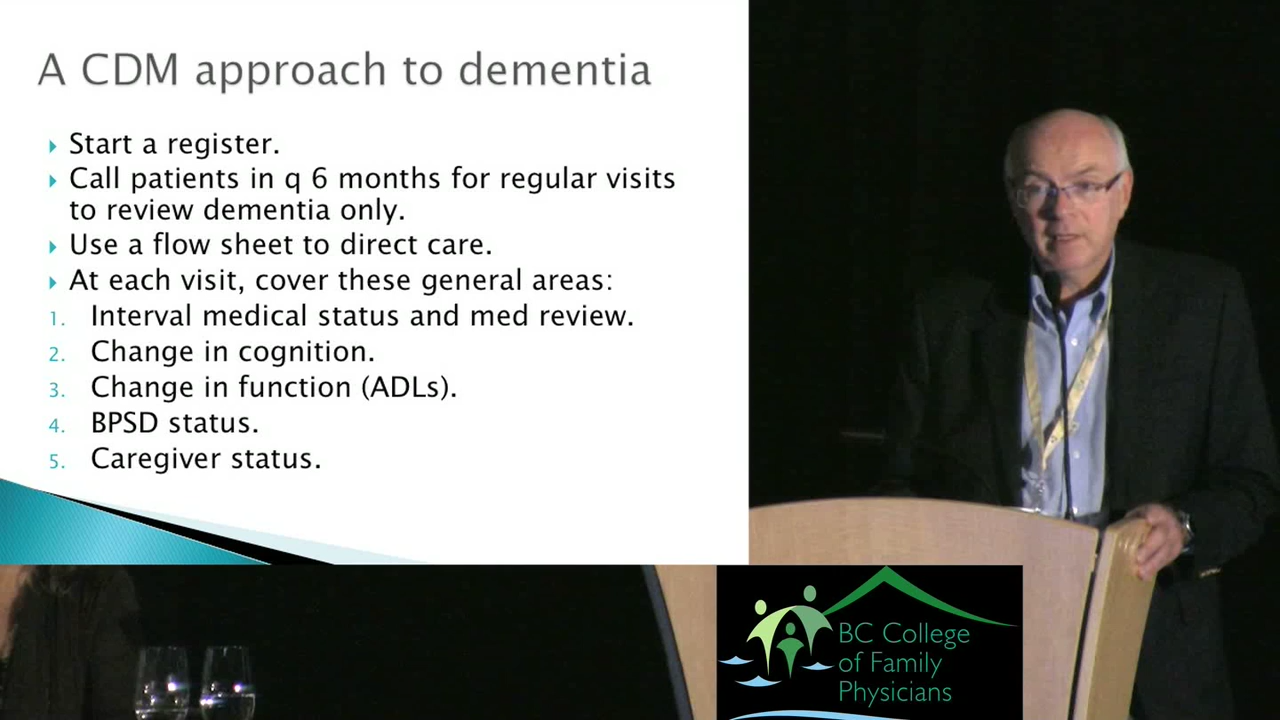 A CDM approach to dementia
Start a register.
Call patients in q 6 months for regular visits
to review dementia only.
Use a flow sheet to direct care.
At each visit, cover these general areas:
1. Interval medical status and med review.
2. Change in cognition.
3. Change in function (ADLs).
4. BPSD status.
5. Caregiver status.
BC College
of Family
Physicians